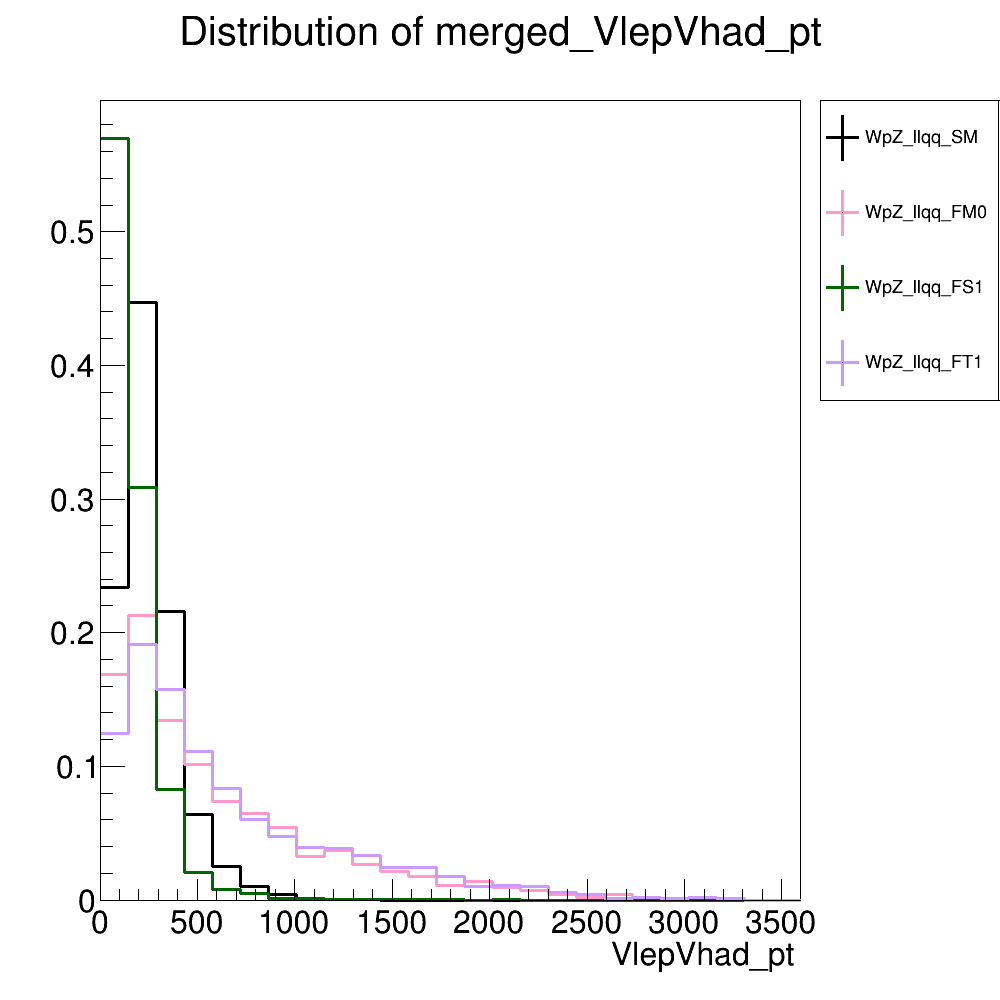 Distribution of merged_VlepVhad_pt
WpZ_llqq_SM
WpZ_llqq_FM0
WpZ_llqq_FS1
WpZ_llqq_FT1
0.5
0.4
0.3
0.2
0.1
0
0 500 1000 1500 2000 2500 3000 3500
VlepVhad_pt